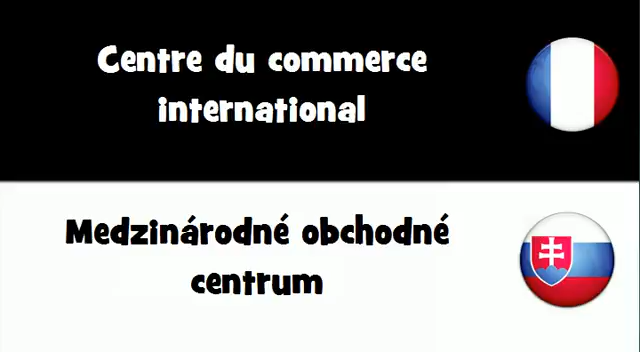 Centre du commerce
international
Medzinárodné obchodné
centrum